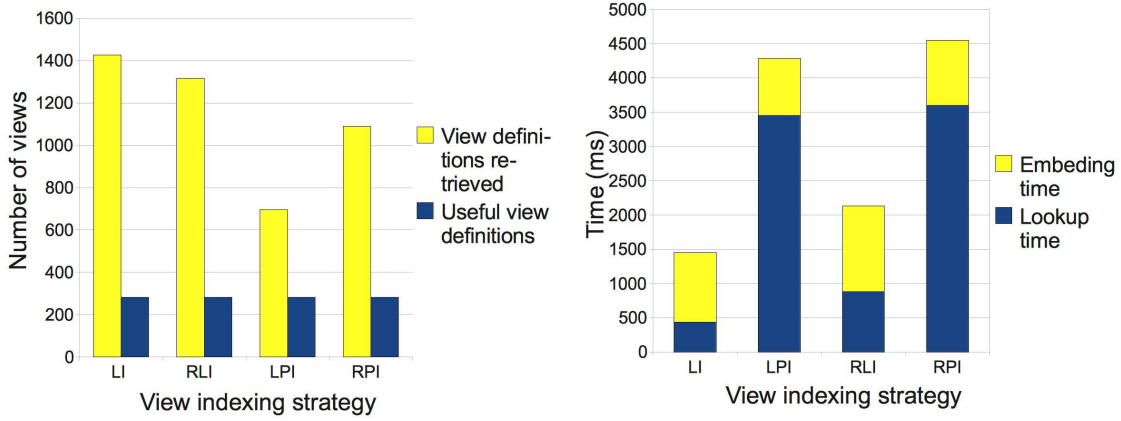 1600
1400
1200
1000
800
600
400
200
0
Number of views
LI RLI LPI RPI
View indexing strategy
View defini-
tions re-
trieved
Useful view
definitions
5000
4500
4000
3500
3000
2500
2000
1500
1000
500
0
Time (ms)
LI LPI RLI RPI
View indexing strategy
Embeding
time
Lookup
time